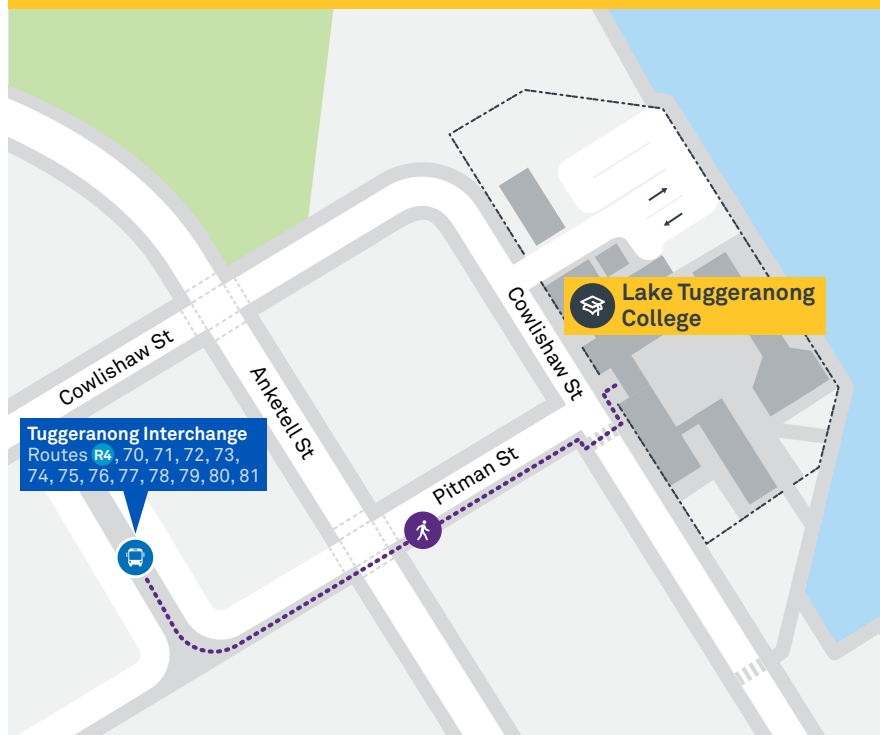 Lake Tuggeranong
College
Cowlishaw St
Cowlishaw St
Anketell St
Tuggeranong Interchange
Routes R4, 70, 71, 72, 73,
74, 75, 76, 77, 78, 79, 80, 81
Pitman St